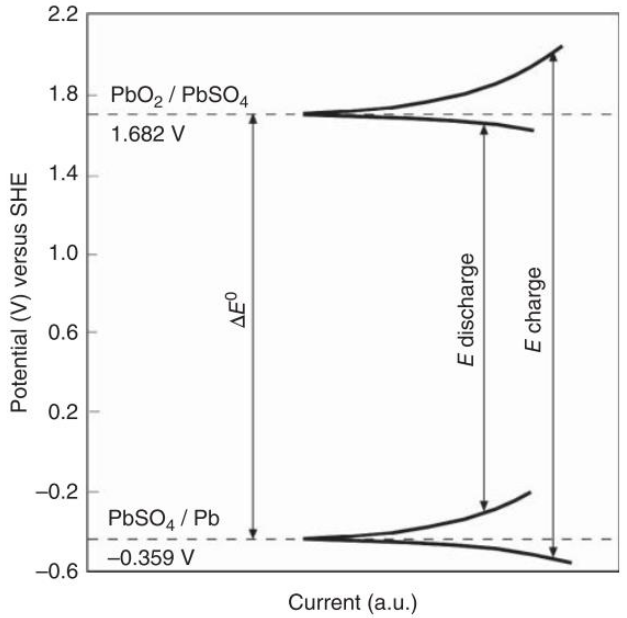 2.2
1.8
1.4
1.0
0.6
0.2
–0.2
–0.6
Potential (V) versus SHE
PbO₂ / PbSO₄
1.682 V
ΔE⁰
E discharge
E charge
PbSO₄ / Pb
–0.359 V
Current (a.u.)